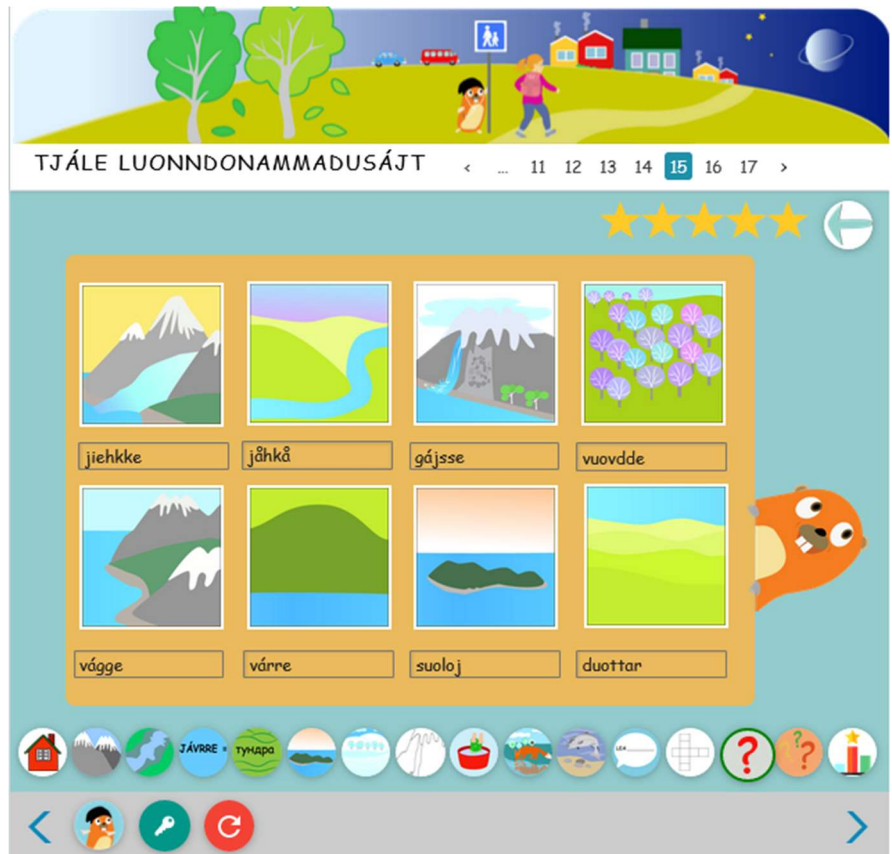 TJÁLE LUONNDONAMMADUSÁJT
‹ ... 11 12 13 14 15 16 17 ›
jiehkke
jåhkå
gájsse
vuovdde
vágge
várre
suoloj
duottar
JÁVRRE =
тундра
LEA
? ? ?